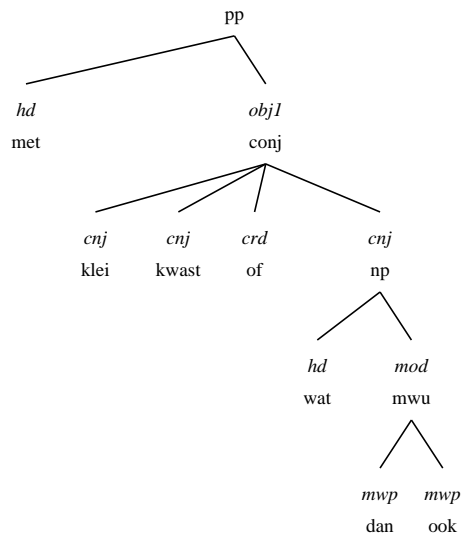 pp
hd obj1
met conj
cnj cnj crd cnj
klei kwast of np
hd mod
wat mwu
mwp mwp
dan ook